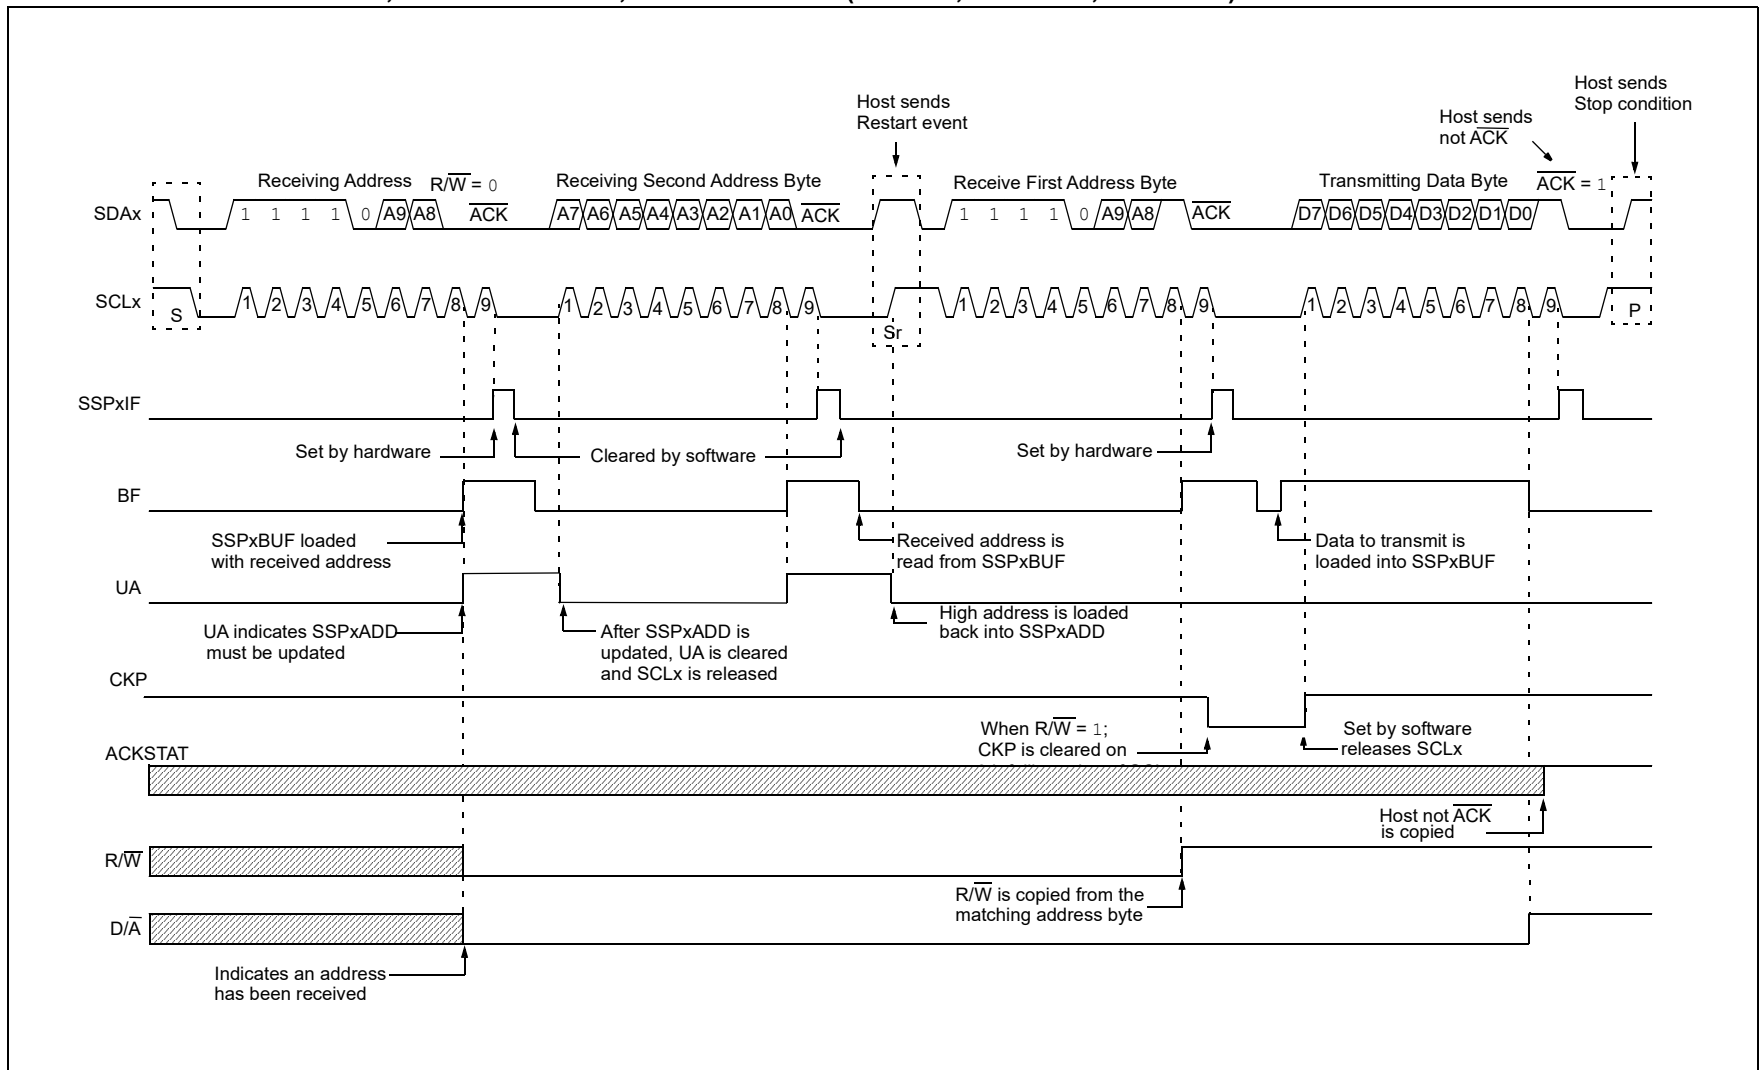 Host sends
Restart event
Host sends
Stop condition
Host sends
not ACK
Receiving Address R/W = 0
Receiving Second Address Byte
Receive First Address Byte
Transmitting Data Byte
ACK = 1
SDAx
1 1 1 1 0 A9 A8 ACK
A7 A6 A5 A4 A3 A2 A1 A0 ACK
1 1 1 1 0 A9 A8 ACK
D7 D6 D5 D4 D3 D2 D1 D0
SCLx
S
1 2 3 4 5 6 7 8 9
1 2 3 4 5 6 7 8 9
Sr
1 2 3 4 5 6 7 8 9
1 2 3 4 5 6 7 8 9
P
SSPxIF
Set by hardware
Cleared by software
Set by hardware
BF
SSPxBUF loaded
with received address
Received address is
read from SSPxBUF
Data to transmit is
loaded into SSPxBUF
UA
UA indicates SSPxADD
must be updated
After SSPxADD is
updated, UA is cleared
and SCLx is released
High address is loaded
back into SSPxADD
CKP
When R/W = 1;
CKP is cleared on
Set by software
releases SCLx
ACKSTAT
Host not ACK
is copied
R/W
R/W is copied from the
matching address byte
D/A
Indicates an address
has been received